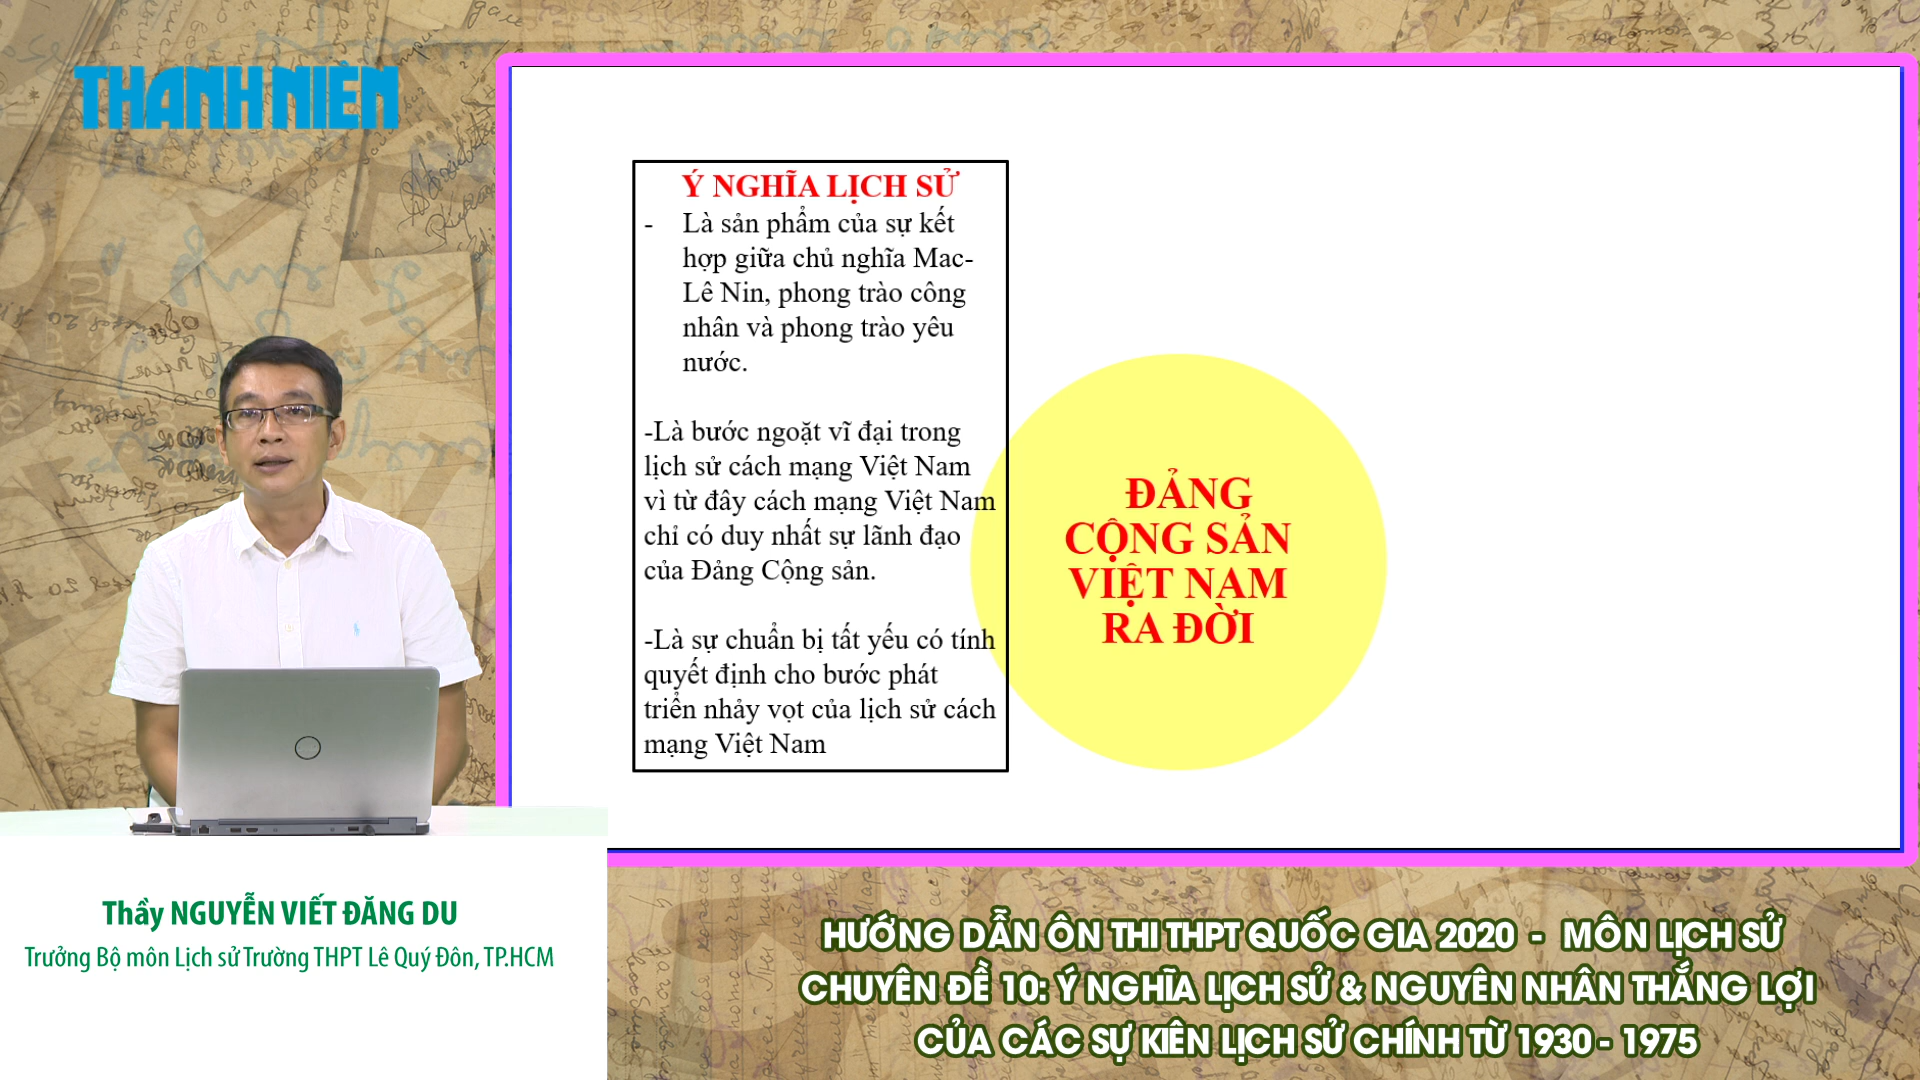 THANH NIÊN
Ý NGHĨA LỊCH SỬ
- Là sản phẩm của sự kết
hợp giữa chủ nghĩa Mac-
Lê Nin, phong trào công
nhân và phong trào yêu
nước.
-Là bước ngoặt vĩ đại trong
lịch sử cách mạng Việt Nam
vì từ đây cách mạng Việt Nam
chỉ có duy nhất sự lãnh đạo
của Đảng Cộng sản.
-Là sự chuẩn bị tất yếu có tính
quyết định cho bước phát
triển nhảy vọt của lịch sử cách
mạng Việt Nam
ĐẢNG
CỘNG SẢN
VIỆT NAM
RA ĐỜI
Thầy NGUYỄN VIẾT ĐĂNG DU
Trưởng Bộ môn Lịch sử Trường THPT Lê Quý Đôn, TP.HCM
HƯỚNG DẪN ÔN THI THPT QUỐC GIA 2020 - MÔN LỊCH SỬ
CHUYÊN ĐỀ 10: Ý NGHĨA LỊCH SỬ & NGUYÊN NHÂN THẮNG LỢI
CỦA CÁC SỰ KIÊN LỊCH SỬ CHÍNH TỪ 1930 - 1975